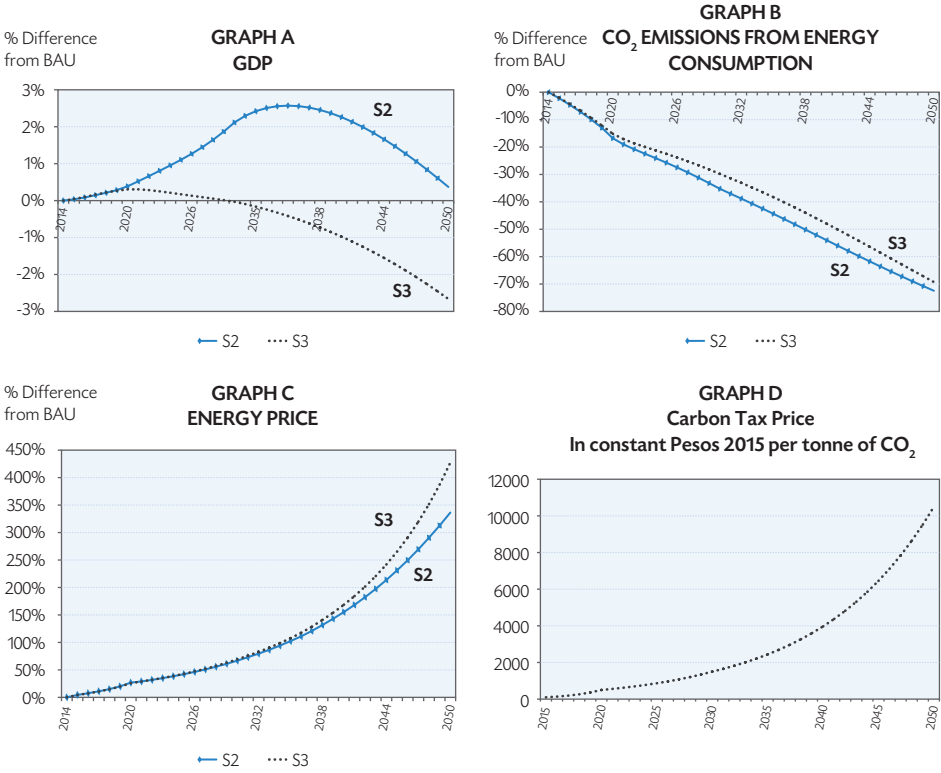 % Difference
from BAU
GRAPH A
GDP
3%
2%
1%
0%
-1%
-2%
-3%
2014
2020
2026
2032
2038
2044
2050
S2
S3
S2
S3
% Difference
from BAU
GRAPH B
CO2 EMISSIONS FROM ENERGY
CONSUMPTION
0%
-10%
-20%
-30%
-40%
-50%
-60%
-70%
-80%
2014
2020
2026
2032
2038
2044
2050
S3
S2
S2
S3
% Difference
from BAU
GRAPH C
ENERGY PRICE
450%
400%
350%
300%
250%
200%
150%
100%
50%
0%
2014
2020
2026
2032
2038
2044
2050
S3
S2
S2
S3
GRAPH D
Carbon Tax Price
In constant Pesos 2015 per tonne of CO2
12000
10000
8000
6000
4000
2000
0
2015
2020
2025
2030
2035
2040
2045
2050